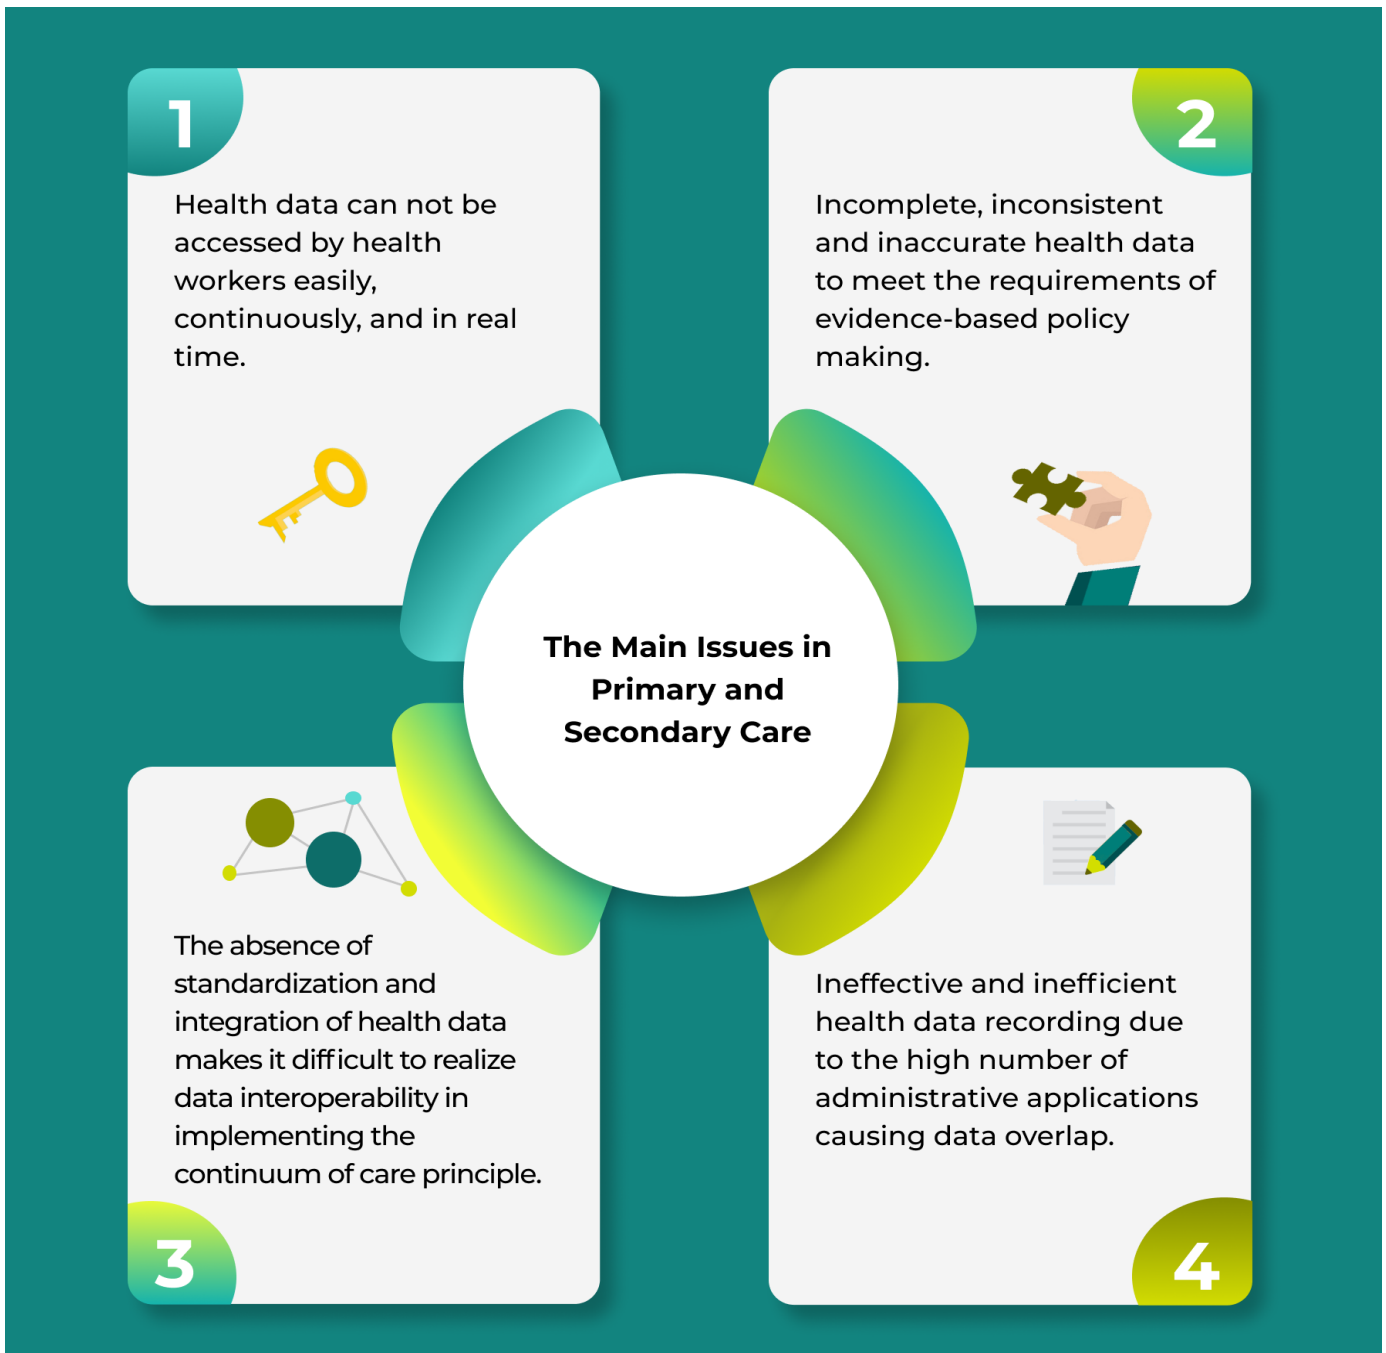 1
Health data can not be
accessed by health
workers easily,
continuously, and in real
time.
2
Incomplete, inconsistent
and inaccurate health data
to meet the requirements of
evidence-based policy
making.
The Main Issues in
Primary and
Secondary Care
The absence of
standardization and
integration of health data
makes it difficult to realize
data interoperability in
implementing the
continuum of care principle.
3
Ineffective and inefficient
health data recording due
to the high number of
administrative applications
causing data overlap.
4